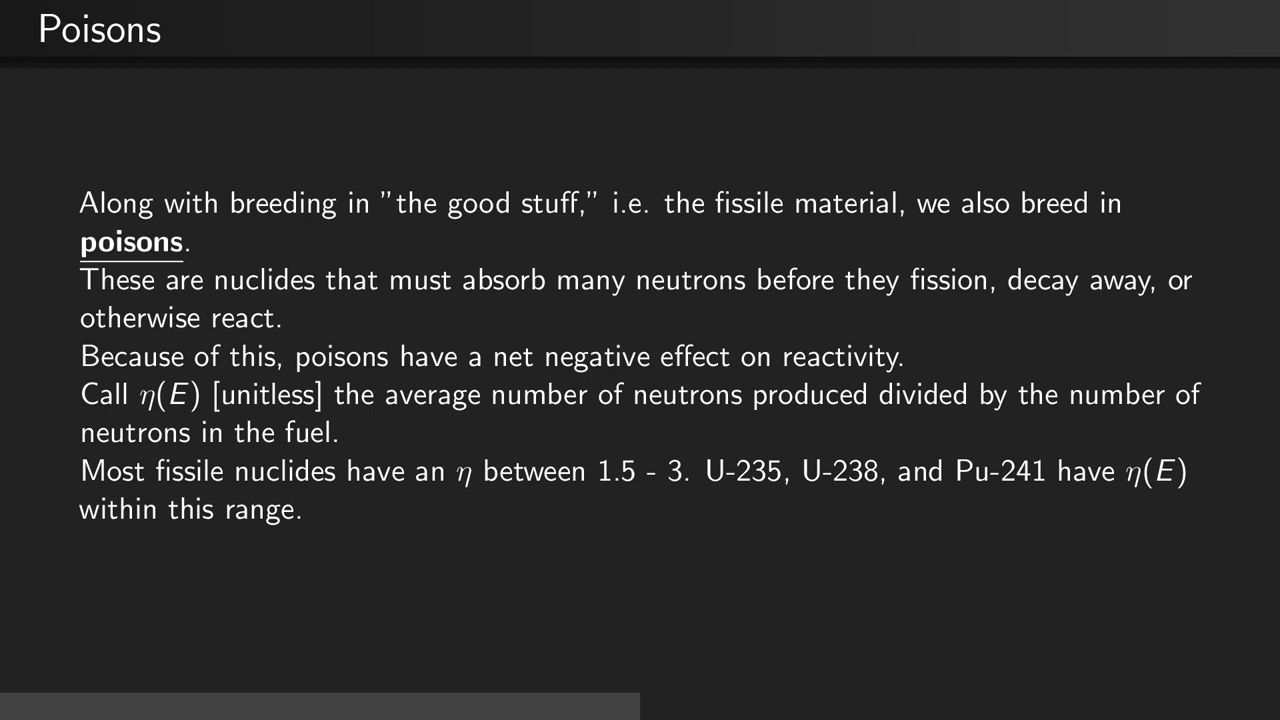 Poisons
Along with breeding in ”the good stuff,” i.e. the fissile material, we also breed in
poisons.
These are nuclides that must absorb many neutrons before they fission, decay away, or
otherwise react.
Because of this, poisons have a net negative effect on reactivity.
Call η(E) [unitless] the average number of neutrons produced divided by the number of
neutrons in the fuel.
Most fissile nuclides have an η between 1.5 - 3. U-235, U-238, and Pu-241 have η(E)
within this range.